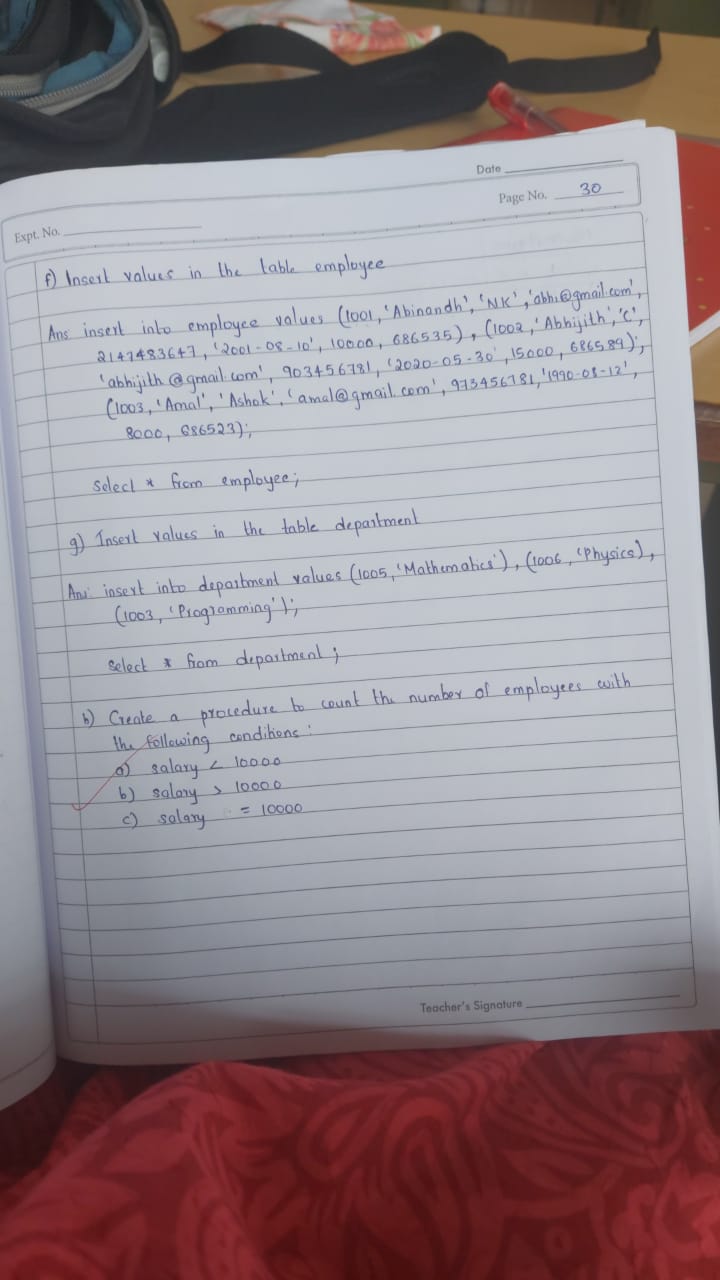 Date
Page No. 30
Expt. No.
f) Insert values in the table employee
Ans. insert into employee values (1001, 'Abinandh', 'NK', 'abhi@gmail.com',
2147483647, '2001-08-10', 10000, 686535), (1002, 'Abhijith', 'C',
'abhijith@gmail.com', 903456781, '2020-05-30', 15000, 686589);,
(1003, 'Amal', 'Ashok', 'amal@gmail.com', 973456781, '1990-08-12',
8000, 686523);
Select * from employee;
g) Insert values in the table department
Ans: insert into department values (1005, 'Mathematics'), (1006, 'Physics),
(1003, 'Programming');
Select * from department;
h) Create a procedure to count the number of employees with
the following conditions:
a) salary < 10000
b) salary > 10000
c) salary = 10000
Teacher's Signature